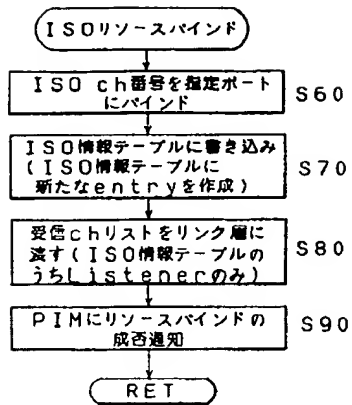 ISOリソースバインド
ISO ch番号を指定ポート
にバインド
S60
ISO情報テーブルに書き込み
(ISO情報テーブルに
新たなentryを作成)
S70
受信chリストをリンク層に
渡す(ISO情報テーブルの
うちListenerのみ)
S80
PIMにリソースバインドの
成否通知
S90
RET